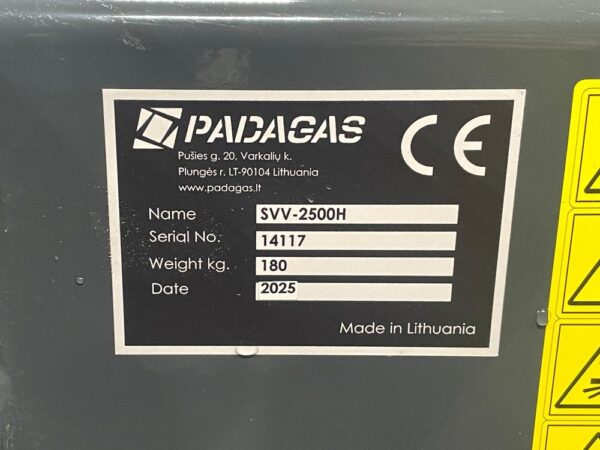 PADAGAS
CE
Pušies g. 20, Varkalių k.
Plungės r. LT-90104 Lithuania
www.padagas.lt
Name SVV-2500H
Serial No. 14117
Weight kg. 180
Date 2025
Made in Lithuania